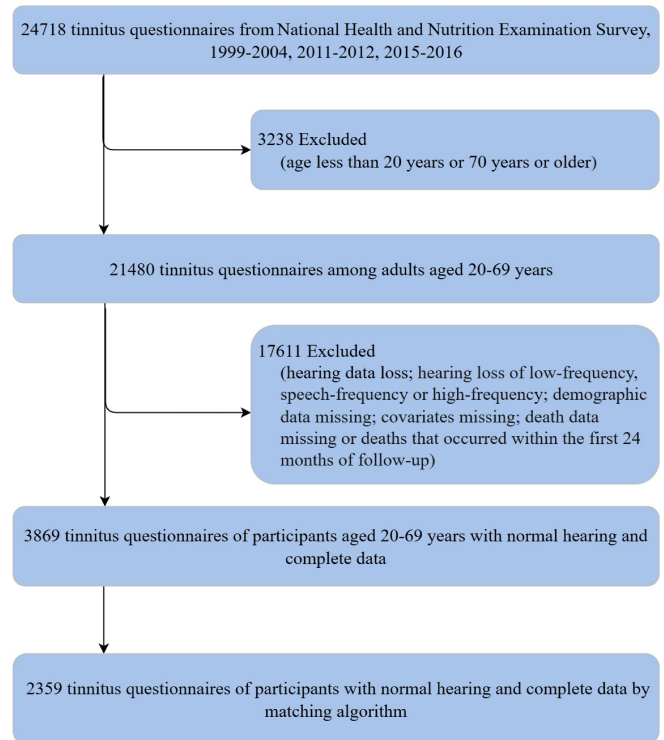 24718 tinnitus questionnaires from National Health and Nutrition Examination Survey,
1999-2004, 2011-2012, 2015-2016
3238 Excluded
(age less than 20 years or 70 years or older)
21480 tinnitus questionnaires among adults aged 20-69 years
17611 Excluded
(hearing data loss; hearing loss of low-frequency,
speech-frequency or high-frequency; demographic
data missing; covariates missing; death data
missing or deaths that occurred within the first 24
months of follow-up)
3869 tinnitus questionnaires of participants aged 20-69 years with normal hearing and
complete data
2359 tinnitus questionnaires of participants with normal hearing and complete data by
matching algorithm